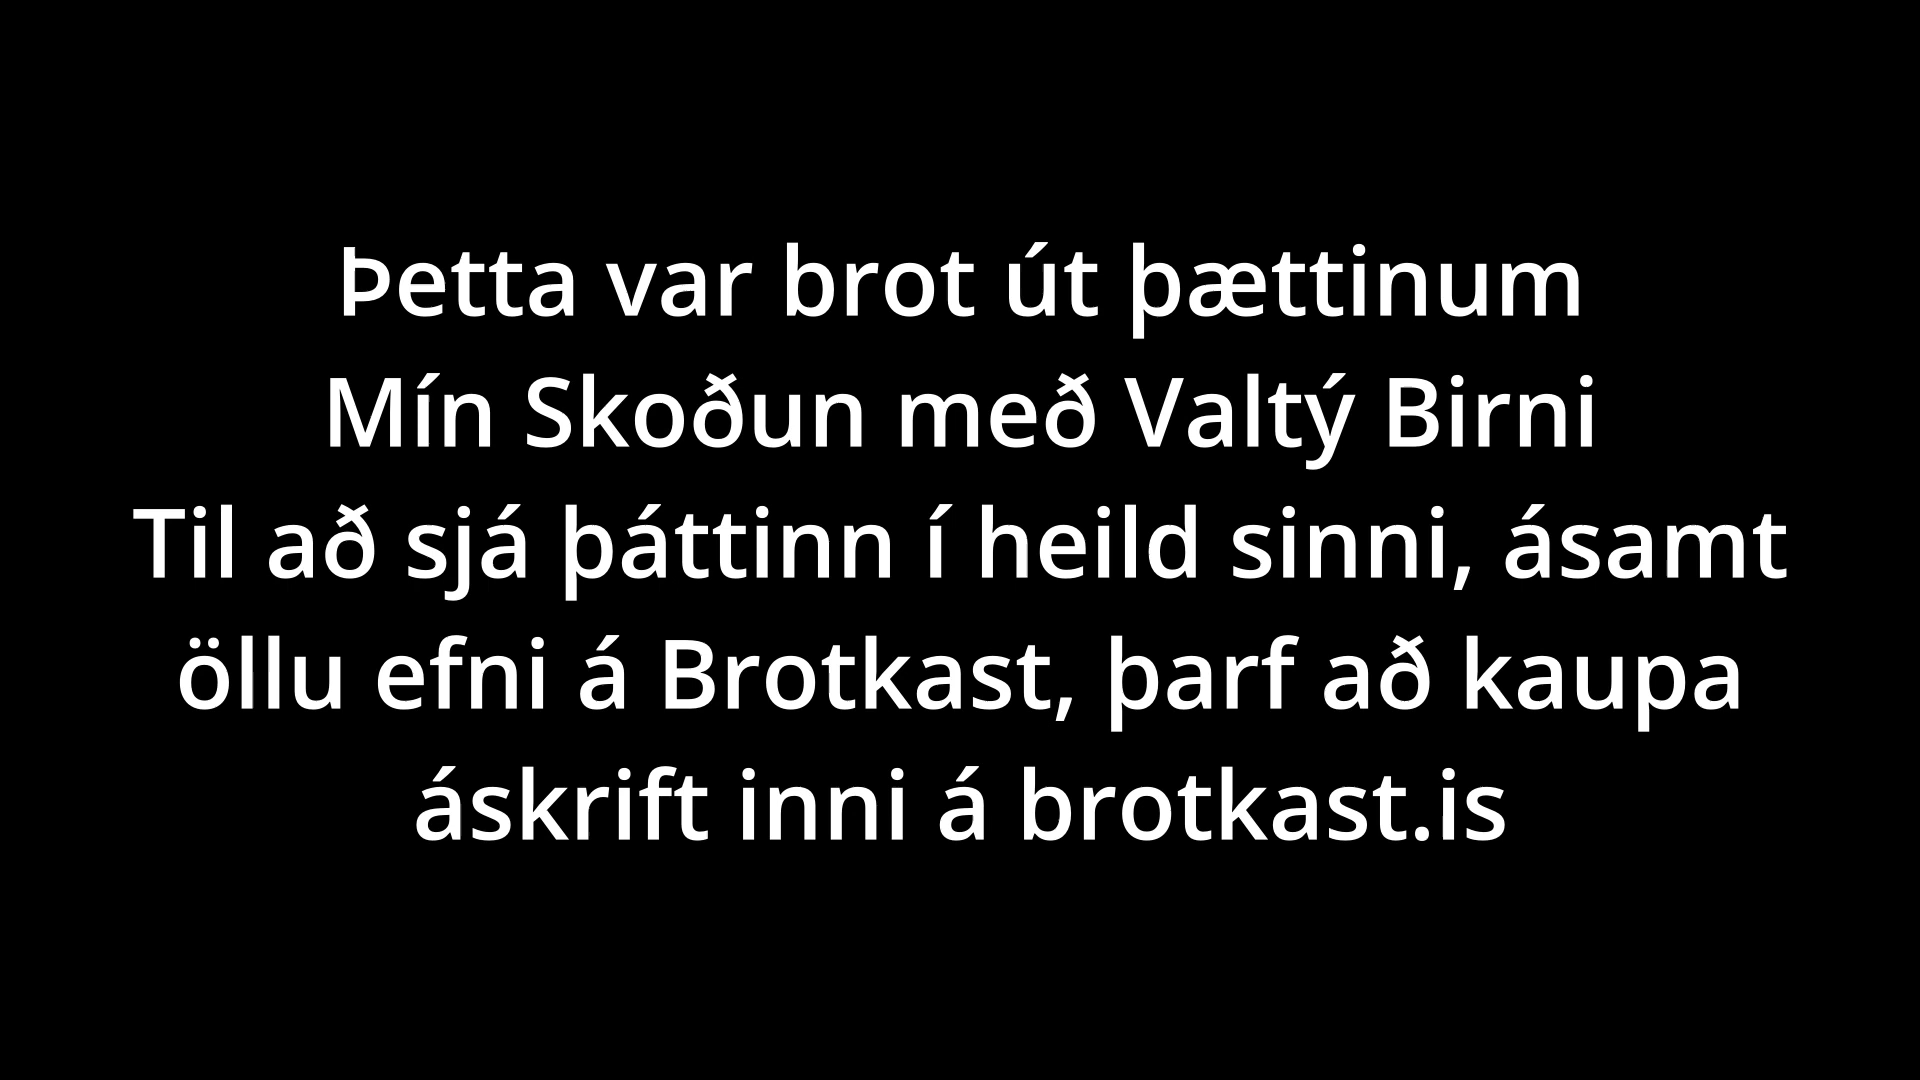 Þetta var brot út þættinum
Mín Skoðun með Valtý Birni
Til að sjá þáttinn í heild sinni, ásamt
öllu efni á Brotkast, þarf að kaupa
áskrift inni á brotkast.is